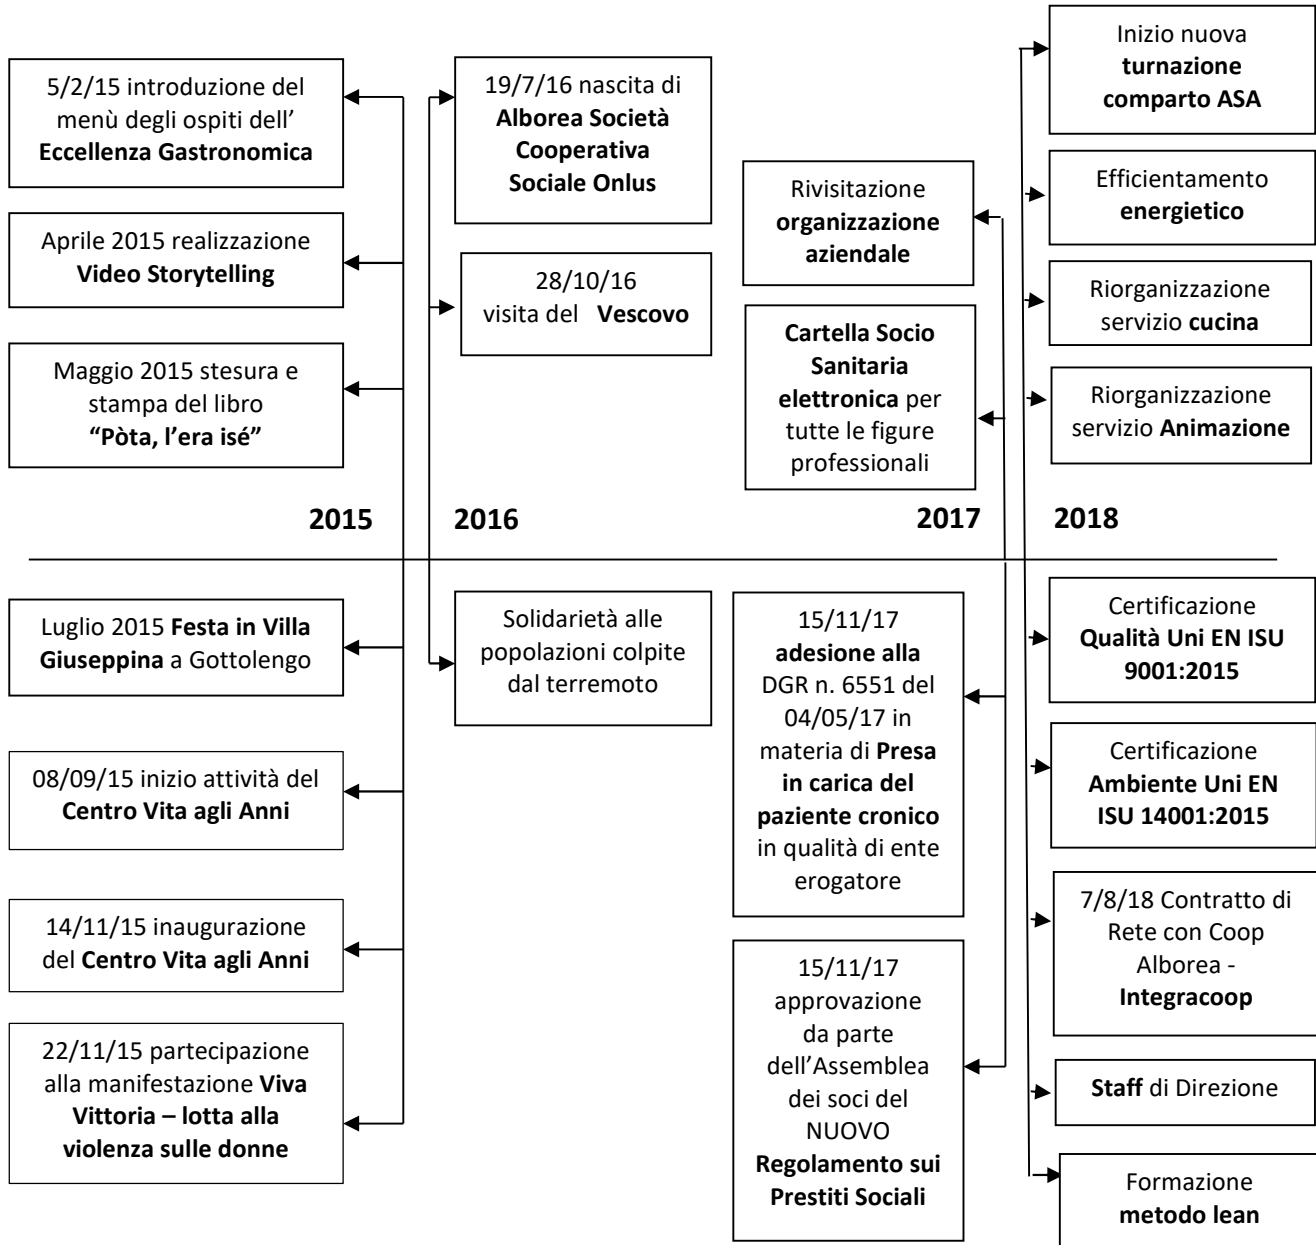 5/2/15 introduzione del
menù degli ospiti dell’
Eccellenza Gastronomica
Aprile 2015 realizzazione
Video Storytelling
Maggio 2015 stesura e
stampa del libro
“Pòta, l’era isé”
2015
Luglio 2015 Festa in Villa
Giuseppina a Gottolengo
08/09/15 inizio attività del
Centro Vita agli Anni
14/11/15 inaugurazione
del Centro Vita agli Anni
22/11/15 partecipazione
alla manifestazione Viva
Vittoria – lotta alla
violenza sulle donne
19/7/16 nascita di
Alborea Società
Cooperativa
Sociale Onlus
28/10/16
visita del Vescovo
2016
Solidarietà alle
popolazioni colpite
dal terremoto
Rivisitazione
organizzazione
aziendale
Cartella Socio
Sanitaria
elettronica per
tutte le figure
professionali
2017
15/11/17
adesione alla
DGR n. 6551 del
04/05/17 in
materia di Presa
in carica del
paziente cronico
in qualità di ente
erogatore
15/11/17
approvazione
da parte
dell’Assemblea
dei soci del
NUOVO
Regolamento sui
Prestiti Sociali
Inizio nuova
turnazione
comparto ASA
Efficientamento
energietico
Riorganizzazione
servizio cucina
Riorganizzazione
servizio Animazione
2018
Certificazione
Qualità Uni EN ISU
9001:2015
Certificazione
Ambiente Uni EN
ISU 14001:2015
7/8/18 Contratto di
Rete con Coop
Alborea -
Integracoop
Staff di Direzione
Formazione
metodo lean